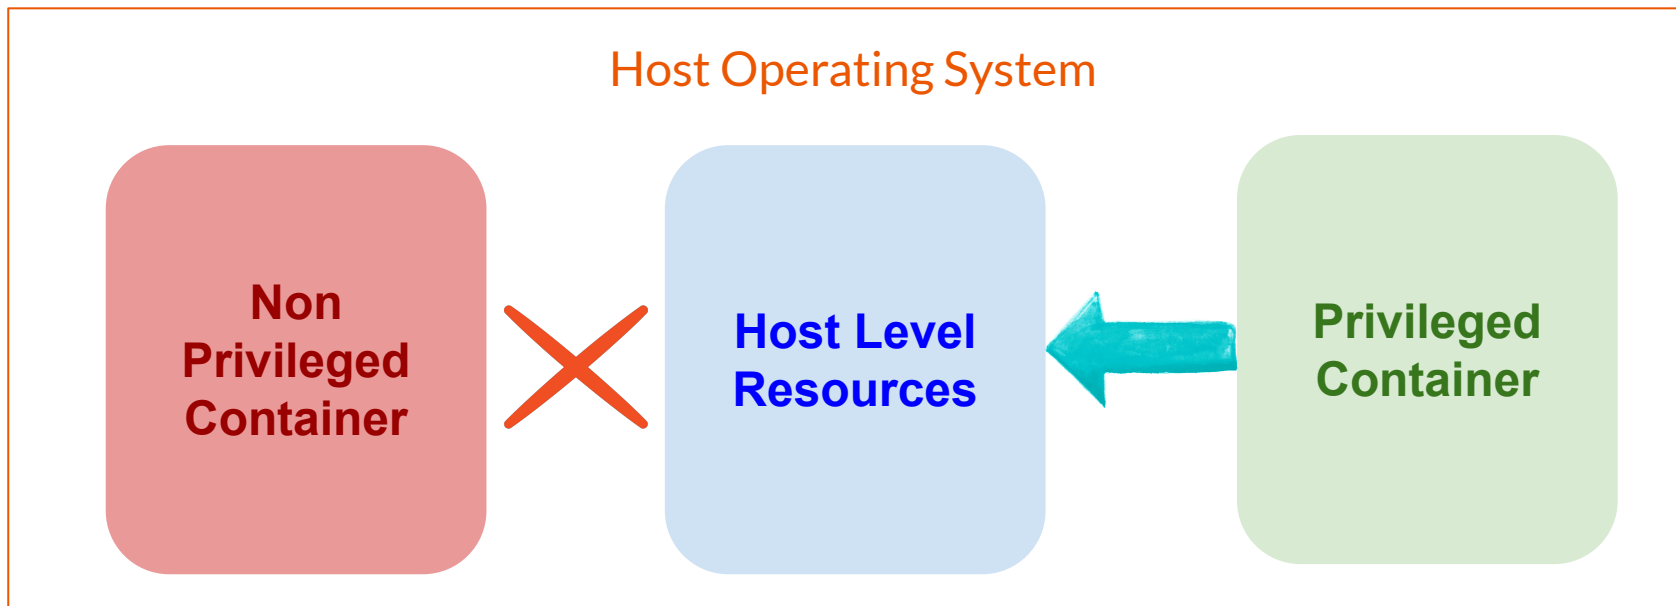 Host Operating System
Non
Privileged
Container
Host Level
Resources
Privileged
Container